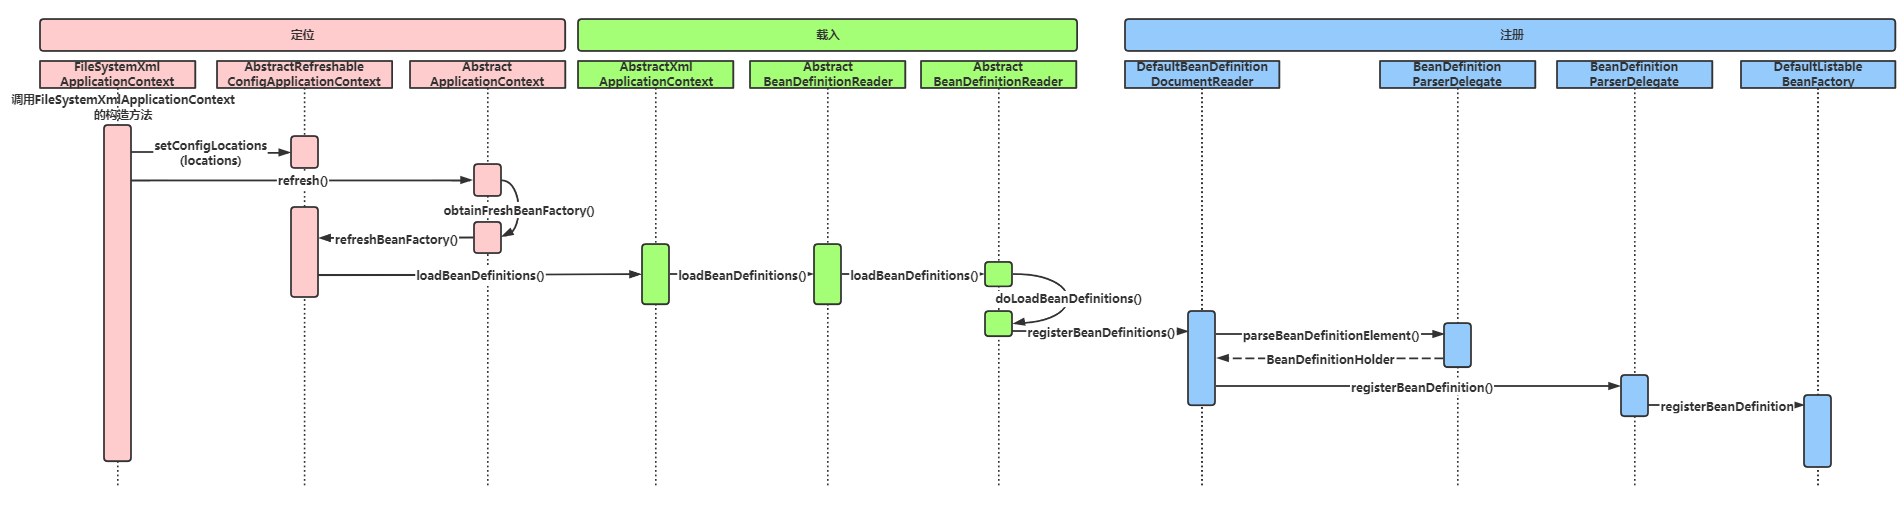 定位
载入
注册
FileSystemXml
ApplicationContext
AbstractRefreshable
ConfigApplicationContext
Abstract
ApplicationContext
AbstractXml
ApplicationContext
Abstract
BeanDefinitionReader
Abstract
BeanDefinitionReader
DefaultBeanDefinition
DocumentReader
BeanDefinition
ParserDelegate
BeanDefinition
ParserDelegate
DefaultListable
BeanFactory
调用FileSystemXmlApplicationContext
的构造方法
setConfigLocations
(locations)
refresh()
obtainFreshBeanFactory()
refreshBeanFactory()
loadBeanDefinitions()
loadBeanDefinitions()
loadBeanDefinitions()
doLoadBeanDefinitions()
registerBeanDefinitions()
parseBeanDefinitionElement()
BeanDefinitionHolder
registerBeanDefinition()
registerBeanDefinition